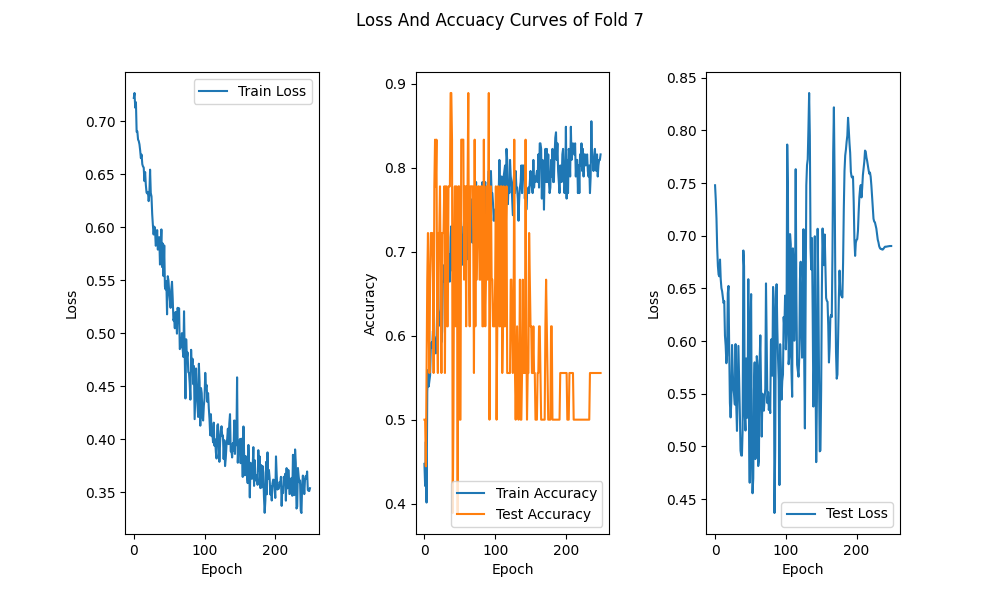 Loss And Accuacy Curves of Fold 7
Loss
0.70
0.65
0.60
0.55
0.50
0.45
0.40
0.35
0 100 200
Epoch
Train Loss
Accuracy
0.9
0.8
0.7
0.6
0.5
0.4
0 100 200
Epoch
Train Accuracy
Test Accuracy
Loss
0.85
0.80
0.75
0.70
0.65
0.60
0.55
0.50
0.45
0 100 200
Epoch
Test Loss